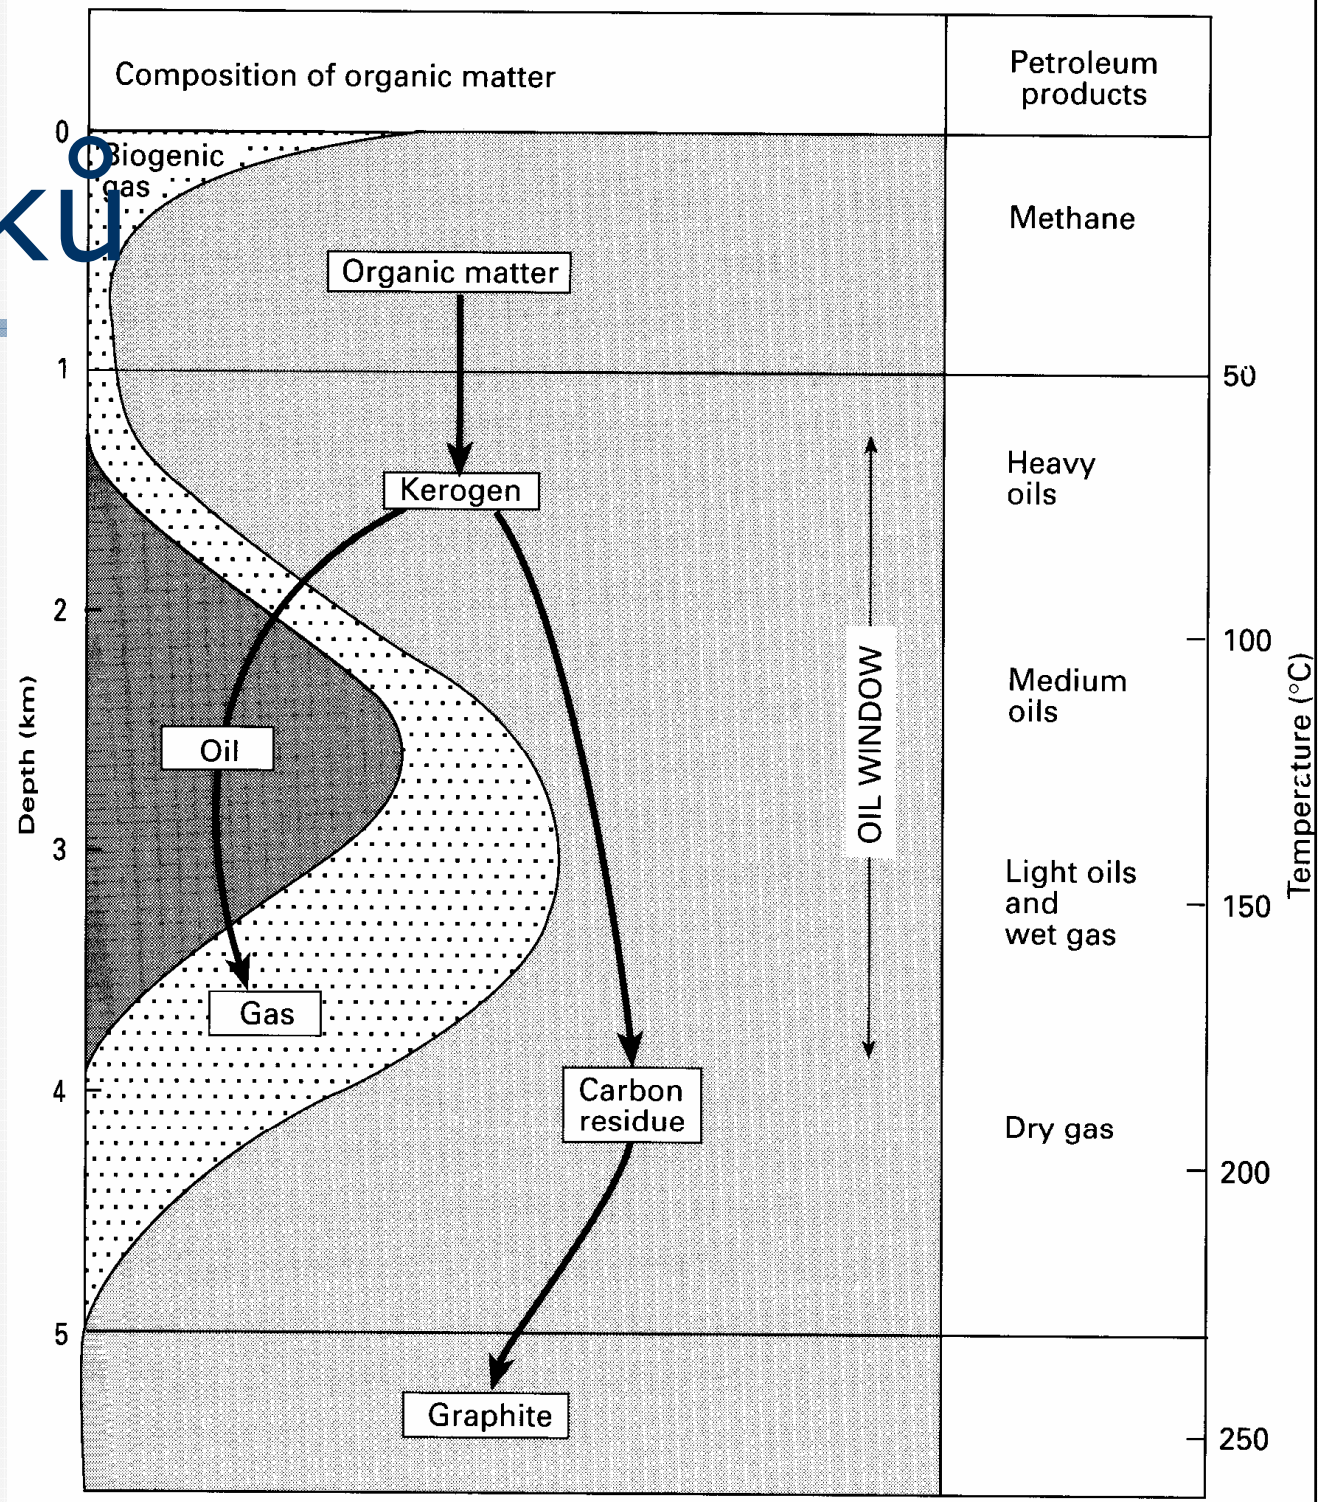 Composition of organic matter
Petroleum
products
0
Biogenic
gas
ků
Methane
Organic matter
1
50
Kerogen
Heavy
oils
2
100
Medium
oils
Oil
OIL WINDOW
Depth (km)
Temperature (°C)
3
Light oils
and
wet gas
150
Gas
4
Carbon
residue
Dry gas
200
5
Graphite
250